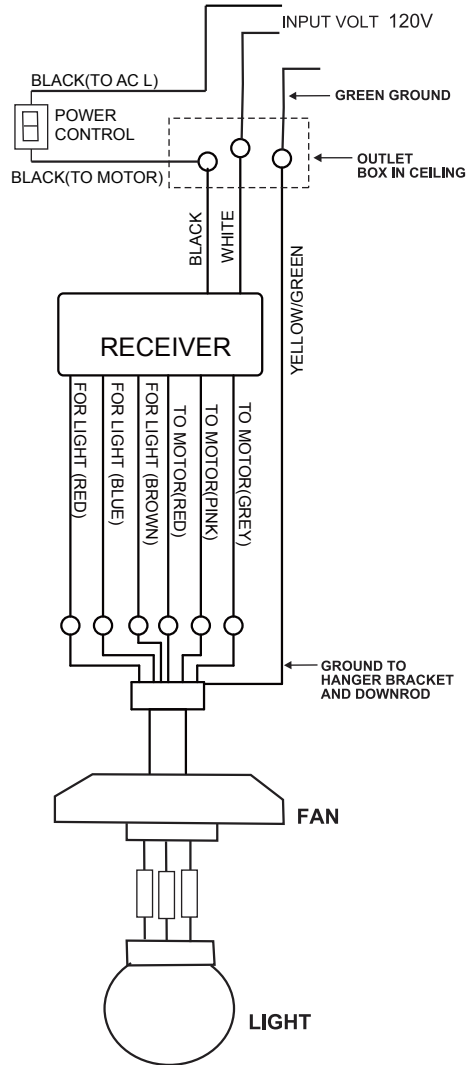 INPUT VOLT 120V
BLACK(TO AC L)
GREEN GROUND
POWER
CONTROL
OUTLET
BOX IN CEILING
BLACK(TO MOTOR)
BLACK
WHITE
YELLOW/GREEN
RECEIVER
FOR LIGHT (RED)
FOR LIGHT (BLUE)
FOR LIGHT (BROWN)
TO MOTOR(RED)
TO MOTOR(PINK)
TO MOTOR(GREY)
GROUND TO
HANGER BRACKET
AND DOWNROD
FAN
LIGHT